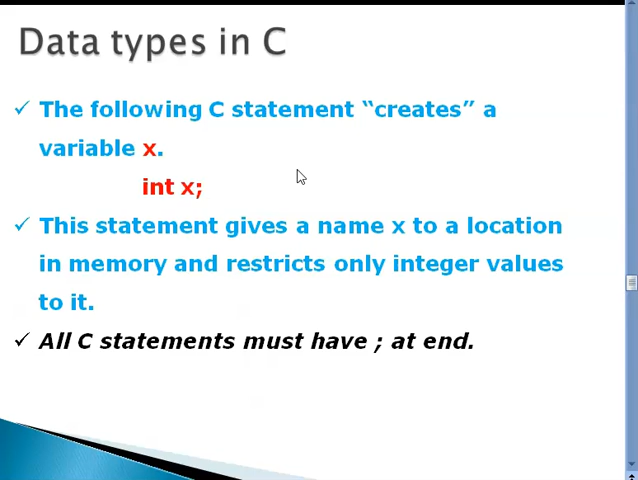 Data types in C
✓ The following C statement “creates” a
variable x.
int x;
✓ This statement gives a name x to a location
in memory and restricts only integer values
to it.
✓ All C statements must have ; at end.